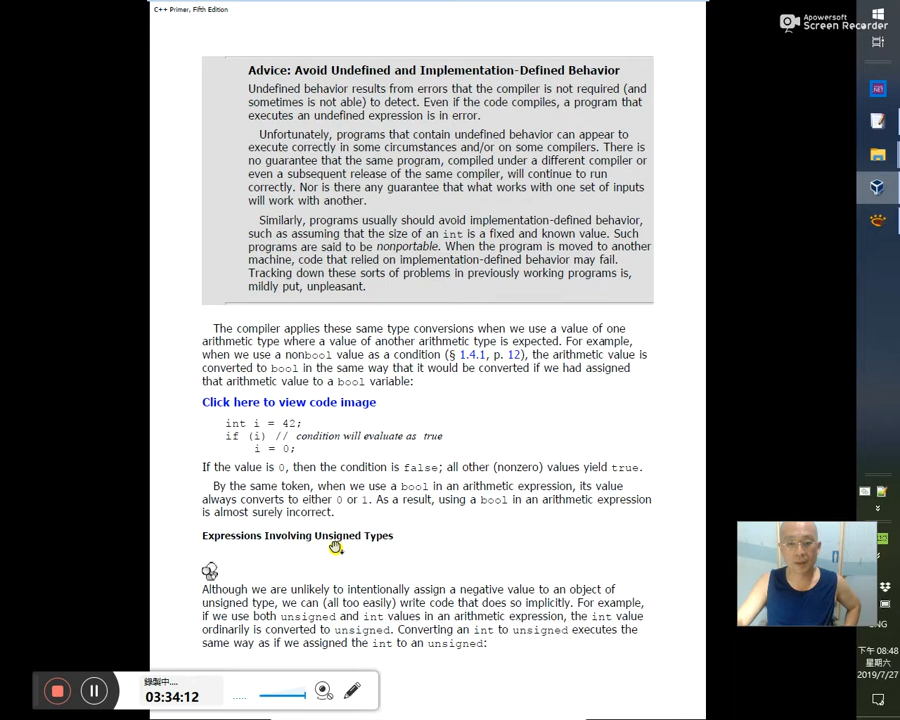 C++ Primer, Fifth Edition
Apowersoft
Screen Recorder
Advice: Avoid Undefined and Implementation-Defined Behavior
Undefined behavior results from errors that the compiler is not required (and
sometimes is not able) to detect. Even if the code compiles, a program that
executes an undefined expression is in error.
Unfortunately, programs that contain undefined behavior can appear to
execute correctly in some circumstances and/or on some compilers. There is
no guarantee that the same program, compiled under a different compiler or
even a subsequent release of the same compiler, will continue to run
correctly. Nor is there any guarantee that what works with one set of inputs
will work with another.
Similarly, programs usually should avoid implementation-defined behavior,
such as assuming that the size of an int is a fixed and known value. Such
programs are said to be nonportable. When the program is moved to another
machine, code that relied on implementation-defined behavior may fail.
Tracking down these sorts of problems in previously working programs is,
mildly put, unpleasant.
The compiler applies these same type conversions when we use a value of one
arithmetic type where a value of another arithmetic type is expected. For example,
when we use a nonbool value as a condition (§ 1.4.1, p. 12), the arithmetic value is
converted to bool in the same way that it would be converted if we had assigned
that arithmetic value to a bool variable:
Click here to view code image
int i = 42;
if (i) // condition will evaluate as true
i = 0;
If the value is 0, then the condition is false; all other (nonzero) values yield true.
By the same token, when we use a bool in an arithmetic expression, its value
always converts to either 0 or 1. As a result, using a bool in an arithmetic expression
is almost surely incorrect.
Expressions Involving Unsigned Types
Although we are unlikely to intentionally assign a negative value to an object of
unsigned type, we can (all too easily) write code that does so implicitly. For example,
if we use both unsigned and int values in an arithmetic expression, the int value
ordinarily is converted to unsigned. Converting an int to unsigned executes the
same way as if we assigned the int to an unsigned:
錄製中....
03:34:12
ENG
下午 08:48
星期六
2019/7/27